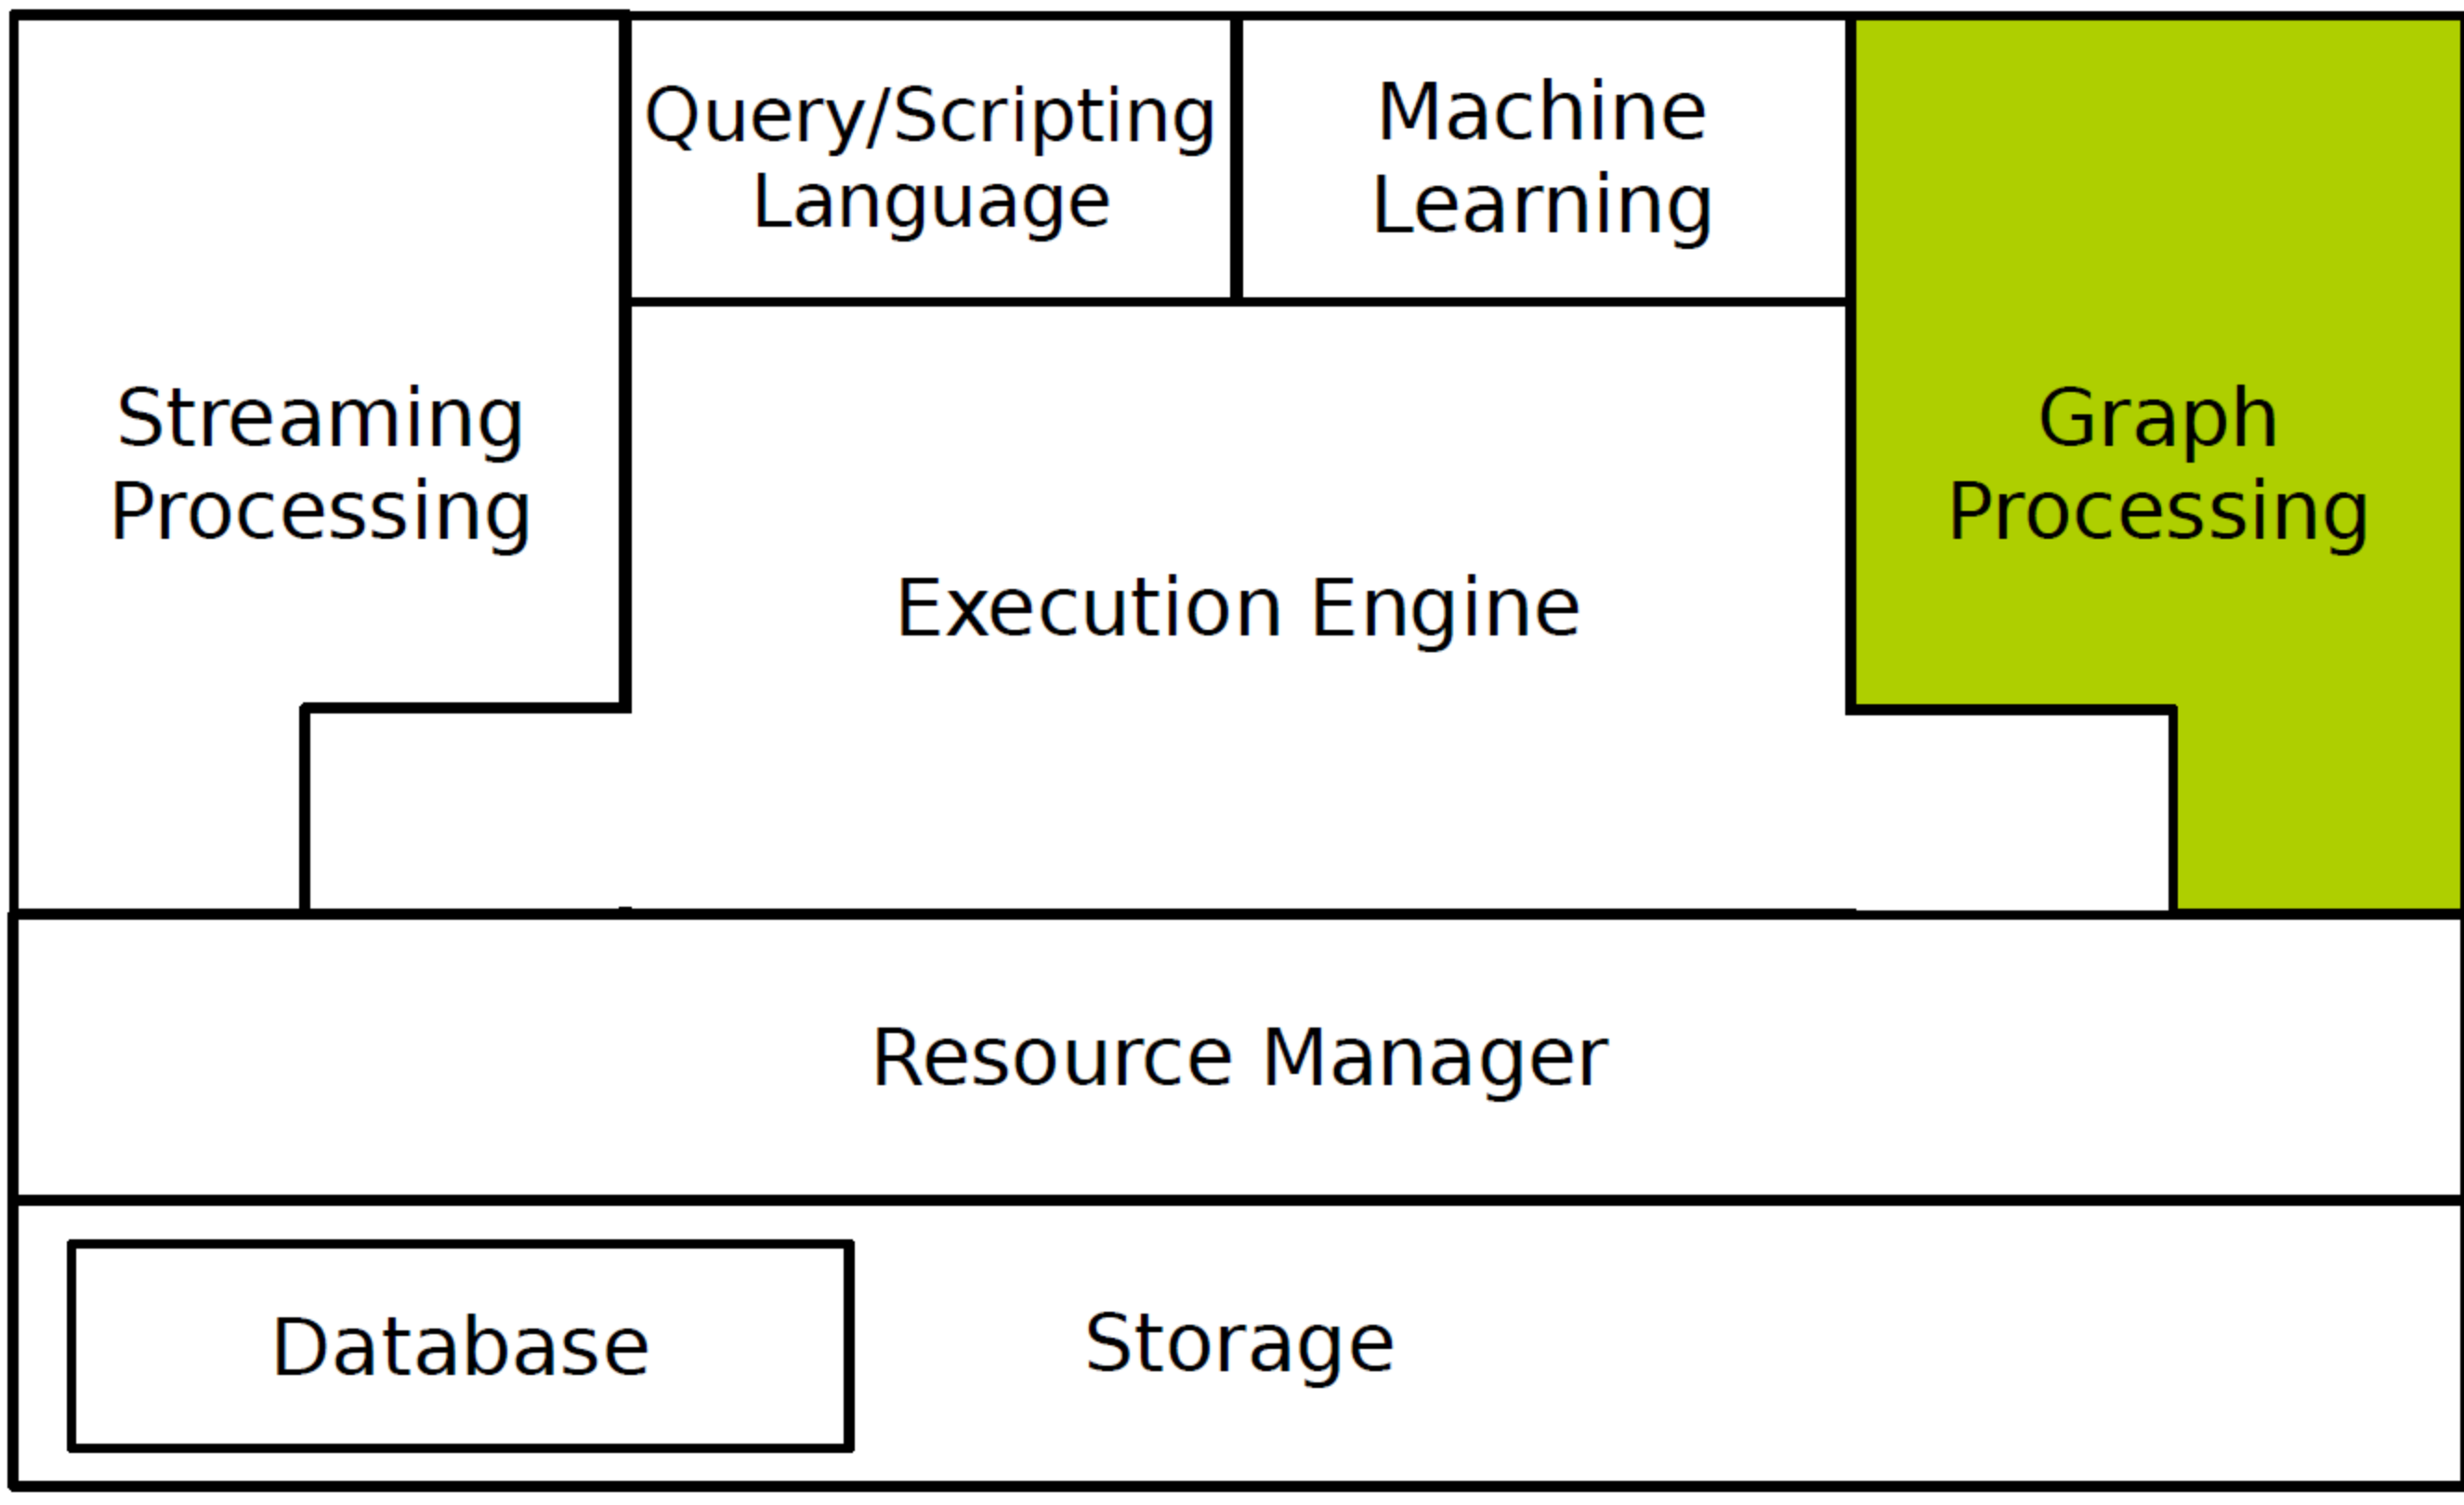 Query/Scripting
Language
Machine
Learning
Streaming
Processing
Graph
Processing
Execution Engine
Resource Manager
Database
Storage